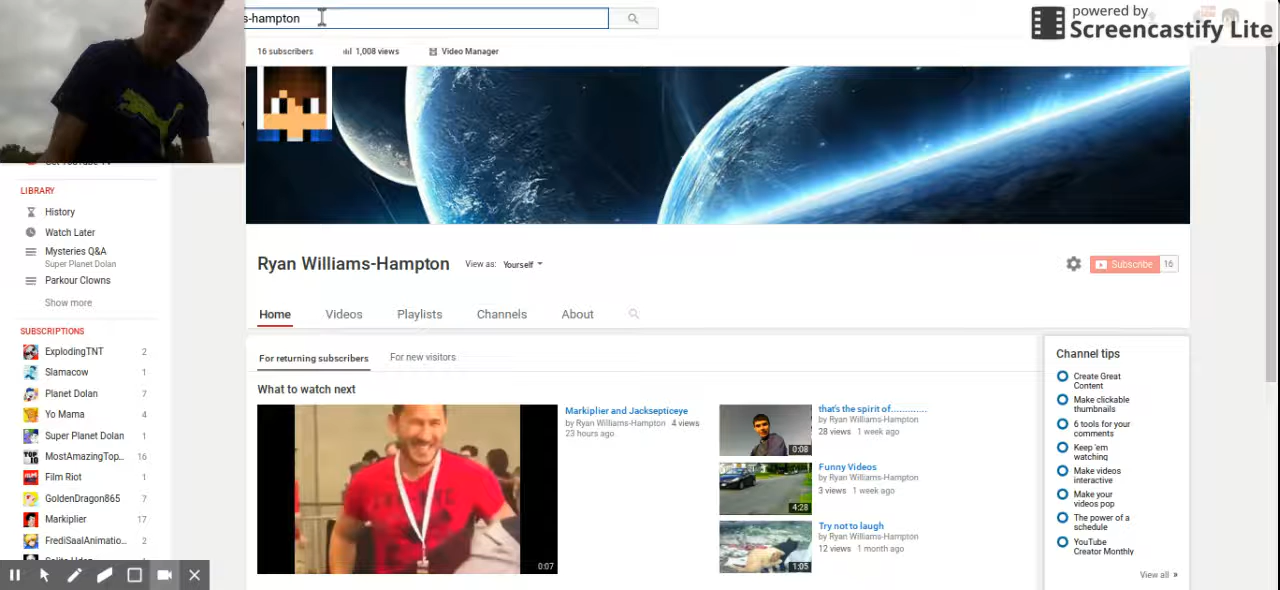 s-hampton
powered by
Screencastify Lite
16 subscribers
1,008 views
Video Manager
LIBRARY
History
Watch Later
Mysteries Q&A
Super Planet Dolan
Parkour Clowns
Show more
SUBSCRIPTIONS
ExplodingTNT 2
Slamacow 1
Planet Dolan 7
Yo Mama 4
Super Planet Dolan 1
MostAmazingTop... 16
Film Riot 1
GoldenDragon865 7
Markiplier 17
FrediSaalAnimatio... 2
Ryan Williams-Hampton
View as: Yourself
Subscribe 16
Home
Videos
Playlists
Channels
About
For returning subscribers
For new visitors
What to watch next
0:07
Markiplier and Jacksepticeye
by Ryan Williams-Hampton 4 views
23 hours ago
0:08
that's the spirit of.............
by Ryan Williams-Hampton
28 views 1 week ago
4:28
Funny Videos
by Ryan Williams-Hampton
3 views 1 week ago
1:05
Try not to laugh
by Ryan Williams-Hampton
12 views 1 month ago
Channel tips
Create Great
Content
Make clickable
thumbnails
6 tools for your
comments
Keep 'em
watching
Make videos
interactive
Make your
videos pop
The power of a
schedule
YouTube
Creator Monthly
View all »